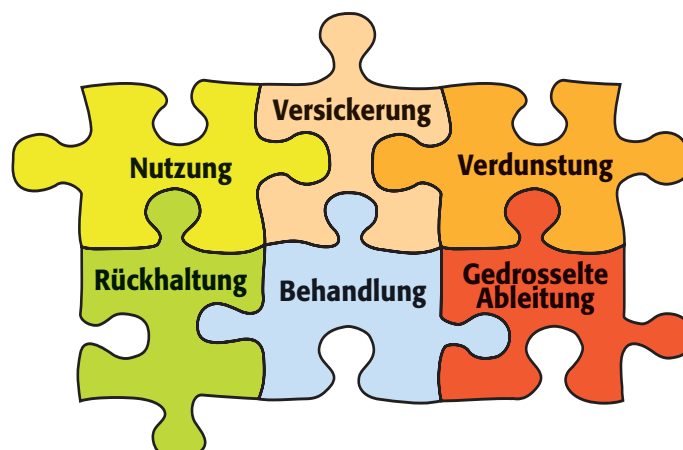 Versickerung
Nutzung
Verdunstung
Rückhaltung
Behandlung
Gedrosselte
Ableitung